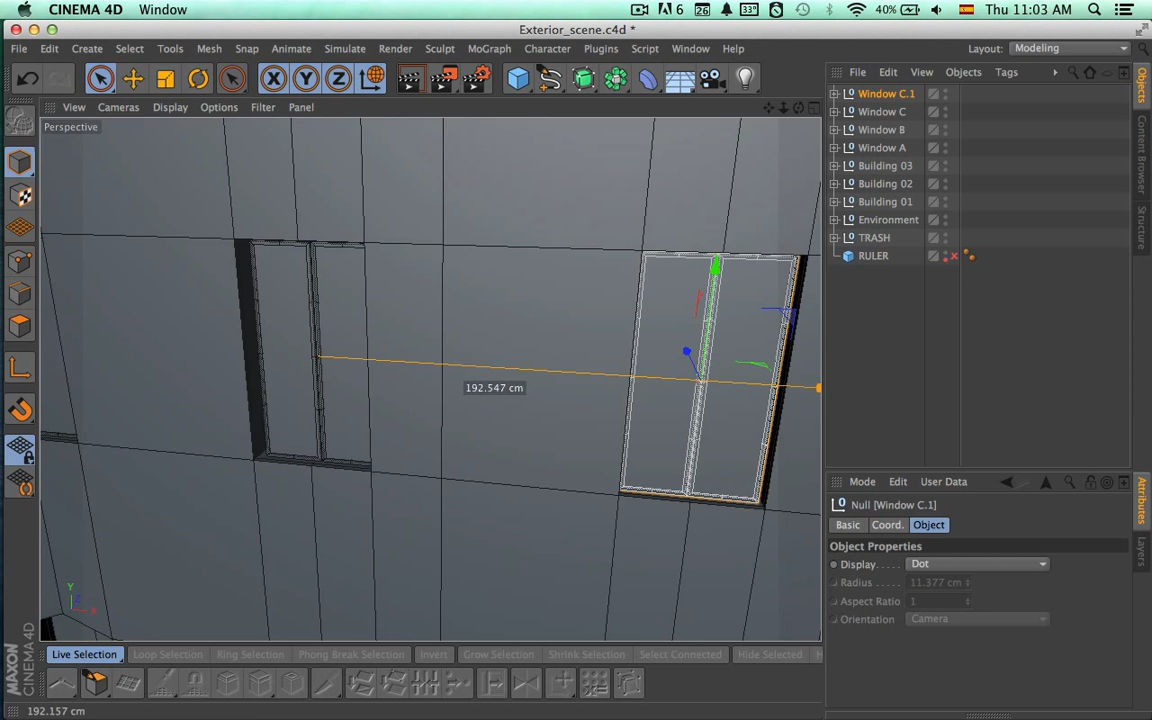 CINEMA 4D Window 6 26 33° 40% Thu 11:03 AM
Exterior_scene.c4d *
File Edit Create Select Tools Mesh Snap Animate Simulate Render Sculpt MoGraph Character Plugins Script Window Help
Layout: Modeling
X Y Z
File Edit View Objects Tags
View Cameras Display Options Filter Panel
Perspective
Window C.1
Window C
Window B
Window A
Building 03
Building 02
Building 01
Environment
TRASH
RULER
Objects
Content Browser
Structure
192.547 cm
Mode Edit User Data
Null [Window C.1]
Basic Coord. Object
Object Properties
Display Dot
Radius 11.377 cm
Aspect Ratio 1
Orientation Camera
Attributes
Layers
Y
Z
X
Live Selection Loop Selection Ring Selection Phong Break Selection Invert Grow Selection Shrink Selection Select Connected Hide Selected
MAXON
CINEMA 4D
192.157 cm